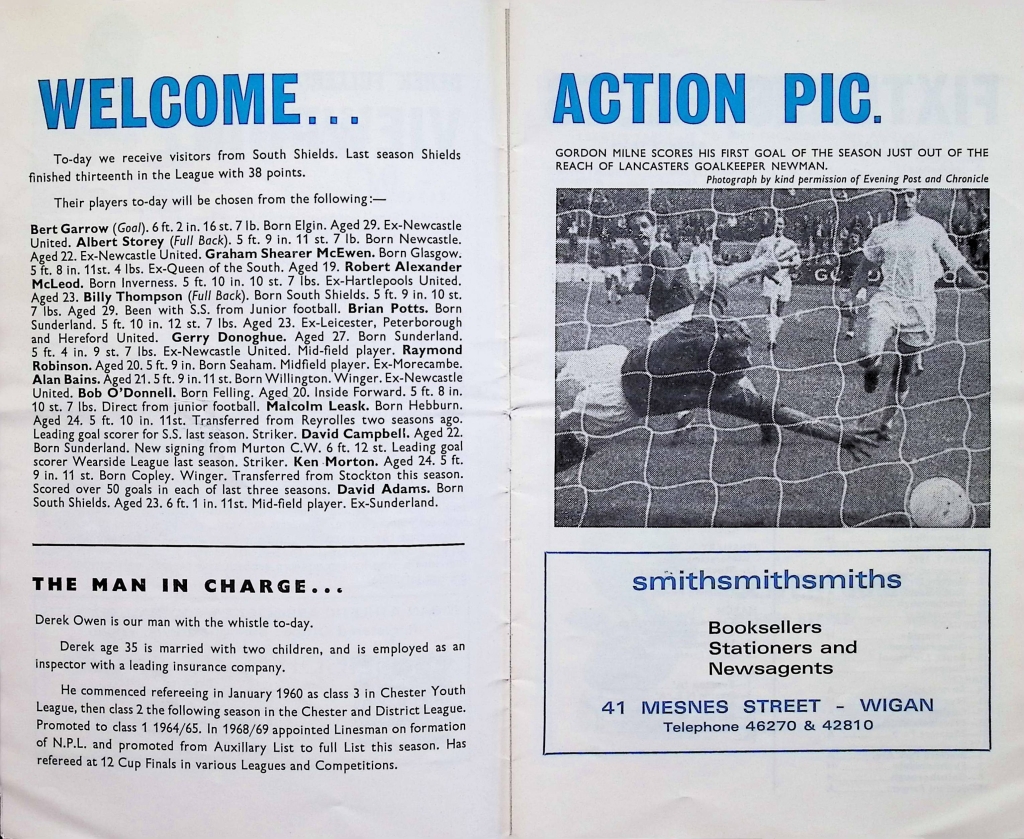 WELCOME...
To-day we receive visitors from South Shields. Last season Shields
finished thirteenth in the League with 38 points.
Their players to-day will be chosen from the following:—
Bert Garrow (Goal). 6 ft. 2 in. 16 st. 7 lb. Born Elgin. Aged 29. Ex-Newcastle
United. Albert Storey (Full Back). 5 ft. 9 in. 11 st. 7 lb. Born Newcastle.
Aged 22. Ex-Newcastle United. Graham Shearer McEwen. Born Glasgow.
5 ft. 8 in. 11st. 4 lbs. Ex-Queen of the South. Aged 19. Robert Alexander
McLeod. Born Inverness. 5 ft. 10 in. 10 st. 7 lbs. Ex-Hartlepools United.
Aged 23. Billy Thompson (Full Back). Born South Shields. 5 ft. 9 in. 10 st.
7 lbs. Aged 29. Been with S.S. from Junior football. Brian Potts. Born
Sunderland. 5 ft. 10 in. 12 st. 7 lbs. Aged 23. Ex-Leicester, Peterborough
and Hereford United. Gerry Donoghue. Aged 27. Born Sunderland.
5 ft. 4 in. 9 st. 7 lbs. Ex-Newcastle United. Mid-field player. Raymond
Robinson. Aged 20. 5 ft. 9 in. Born Seaham. Midfield player. Ex-Morecambe.
Alan Bains. Aged 21. 5 ft. 9 in. 11 st. Born Willington. Winger. Ex-Newcastle
United. Bob O'Donnell. Born Felling. Aged 20. Inside Forward. 5 ft. 8 in.
10 st. 7 lbs. Direct from junior football. Malcolm Leask. Born Hebburn.
Aged 24. 5 ft. 10 in. 11st. Transferred from Reyrolles two seasons ago.
Leading goal scorer for S.S. last season. Striker. David Campbell. Aged 22.
Born Sunderland. New signing from Murton C.W. 6 ft. 12 st. Leading goal
scorer Wearside League last season. Striker. Ken Morton. Aged 24. 5 ft.
9 in. 11 st. Born Copley. Winger. Transferred from Stockton this season.
Scored over 50 goals in each of last three seasons. David Adams. Born
South Shields. Aged 23. 6 ft. 1 in. 11st. Mid-field player. Ex-Sunderland.
THE MAN IN CHARGE...
Derek Owen is our man with the whistle to-day.
Derek age 35 is married with two children, and is employed as an
inspector with a leading insurance company.
He commenced refereeing in January 1960 as class 3 in Chester Youth
League, then class 2 the following season in the Chester and District League.
Promoted to class 1 1964/65. In 1968/69 appointed Linesman on formation
of N.P.L. and promoted from Auxillary List to full List this season. Has
refereed at 12 Cup Finals in various Leagues and Competitions.
ACTION PIC.
GORDON MILNE SCORES HIS FIRST GOAL OF THE SEASON JUST OUT OF THE
REACH OF LANCASTERS GOALKEEPER NEWMAN.
Photograph by kind permission of Evening Post and Chronicle
smithsmithsmiths
Booksellers
Stationers and
Newsagents
41 MESNES STREET - WIGAN
Telephone 46270 & 42810